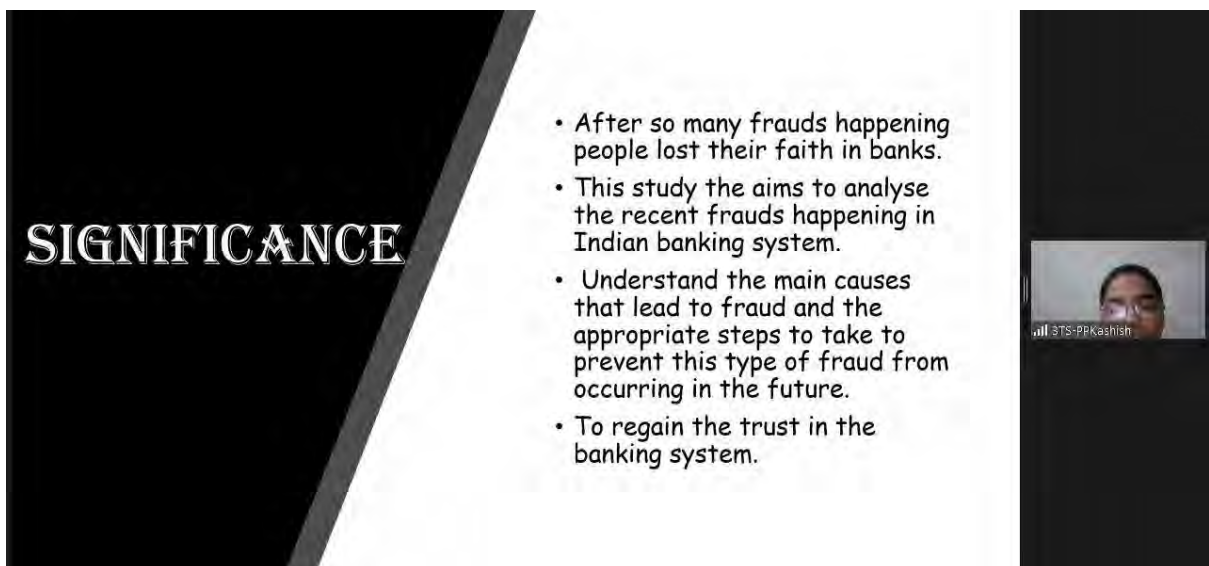 SIGNIFICANCE
• After so many frauds happening
people lost their faith in banks.
• This study the aims to analyse
the recent frauds happening in
Indian banking system.
• Understand the main causes
that lead to fraud and the
appropriate steps to take to
prevent this type of fraud from
occurring in the future.
• To regain the trust in the
banking system.
3TS-PPKashish